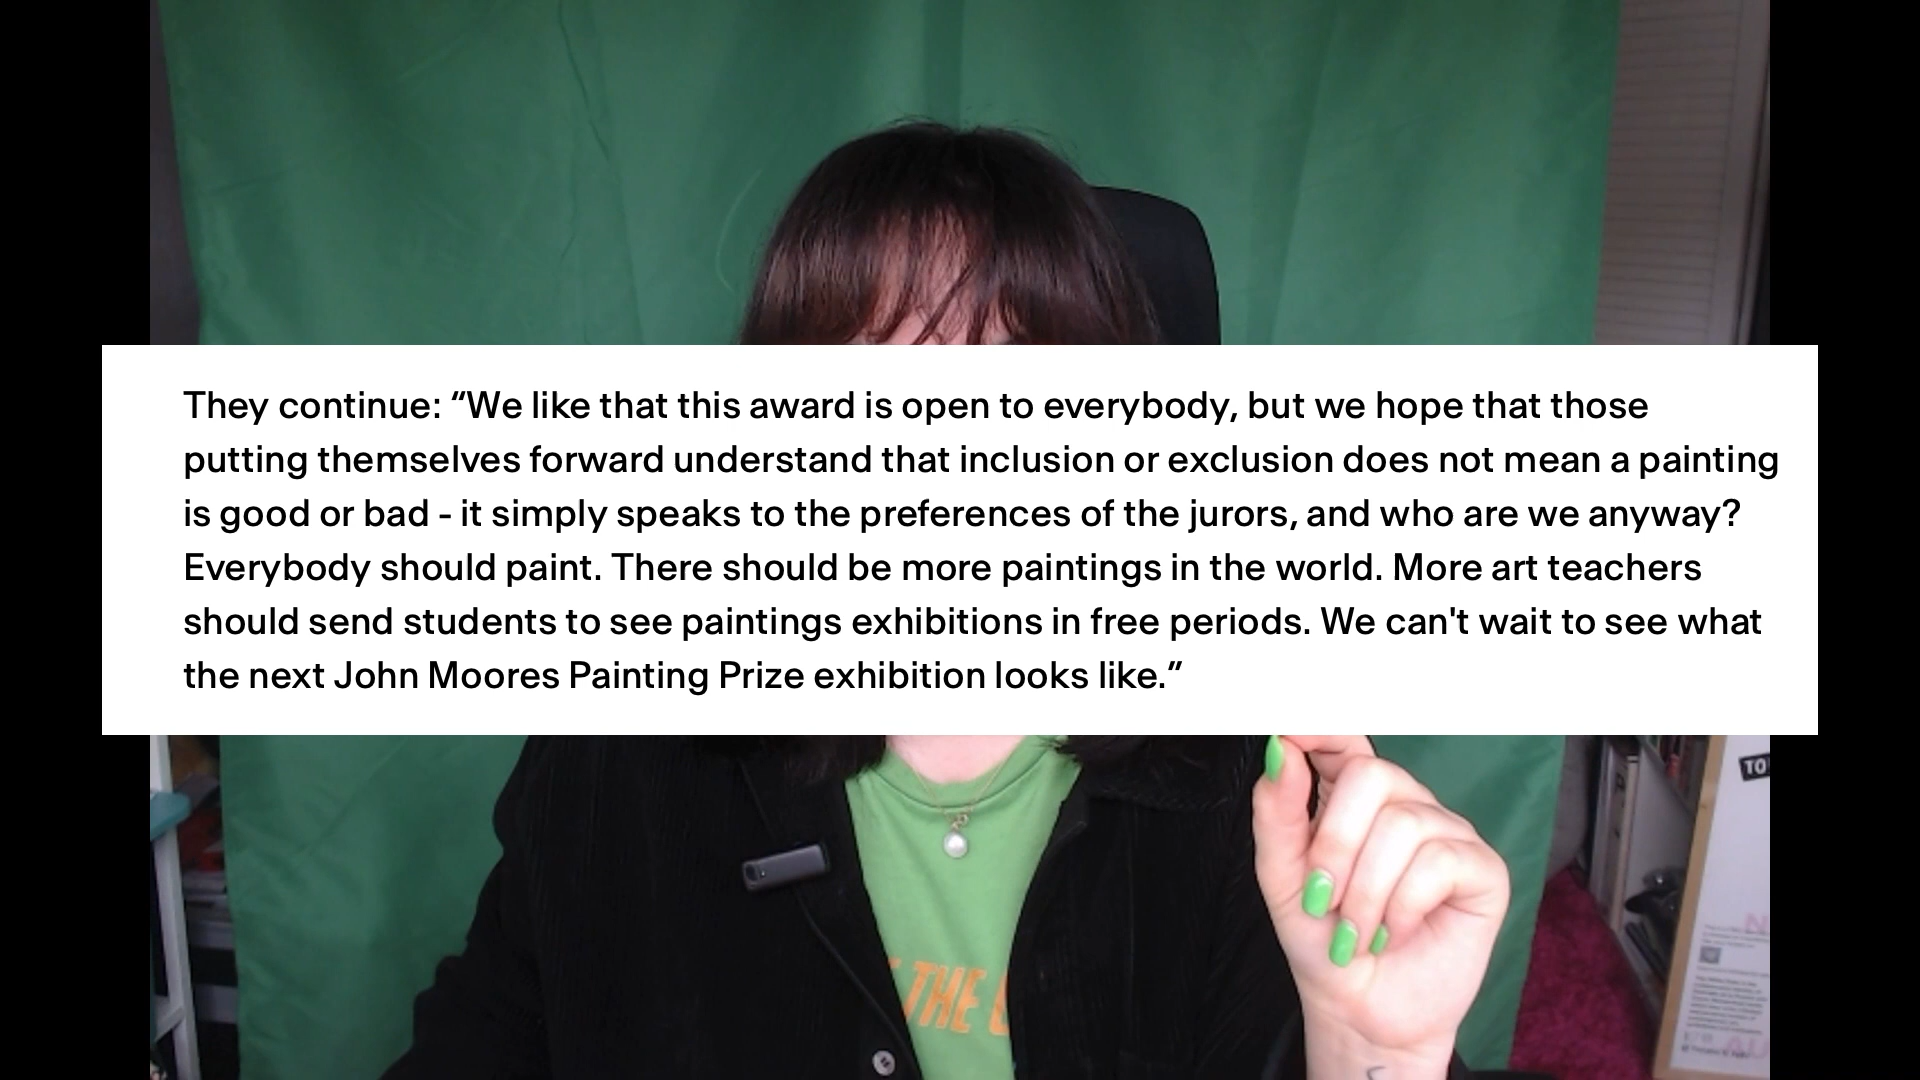 They continue: “We like that this award is open to everybody, but we hope that those
putting themselves forward understand that inclusion or exclusion does not mean a painting
is good or bad - it simply speaks to the preferences of the jurors, and who are we anyway?
Everybody should paint. There should be more paintings in the world. More art teachers
should send students to see paintings exhibitions in free periods. We can't wait to see what
the next John Moores Painting Prize exhibition looks like.”
TO
THE